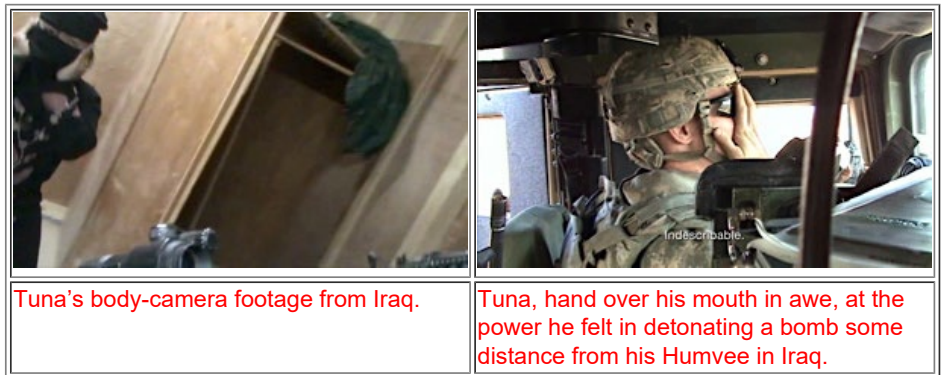 Indescribable.
Tuna’s body-camera footage from Iraq.
Tuna, hand over his mouth in awe, at the
power he felt in detonating a bomb some
distance from his Humvee in Iraq.